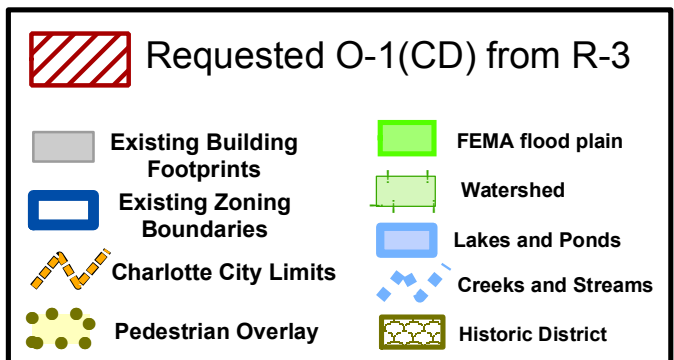 Requested O-1(CD) from R-3
Existing Building
Footprints
Existing Zoning
Boundaries
Charlotte City Limits
Pedestrian Overlay
FEMA flood plain
Watershed
Lakes and Ponds
Creeks and Streams
Historic District